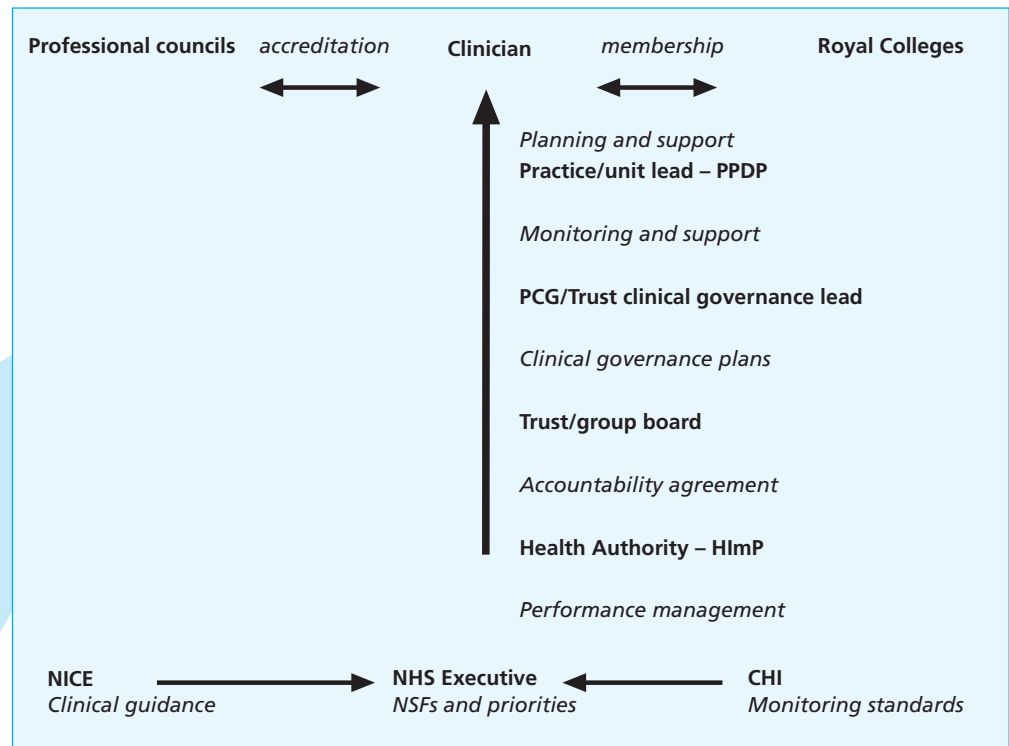 Professional councils accreditation Clinician membership Royal Colleges
Planning and support
Practice/unit lead – PPDP
Monitoring and support
PCG/Trust clinical governance lead
Clinical governance plans
Trust/group board
Accountability agreement
Health Authority – HImP
Performance management
NICE NHS Executive CHI
Clinical guidance NSFs and priorities Monitoring standards